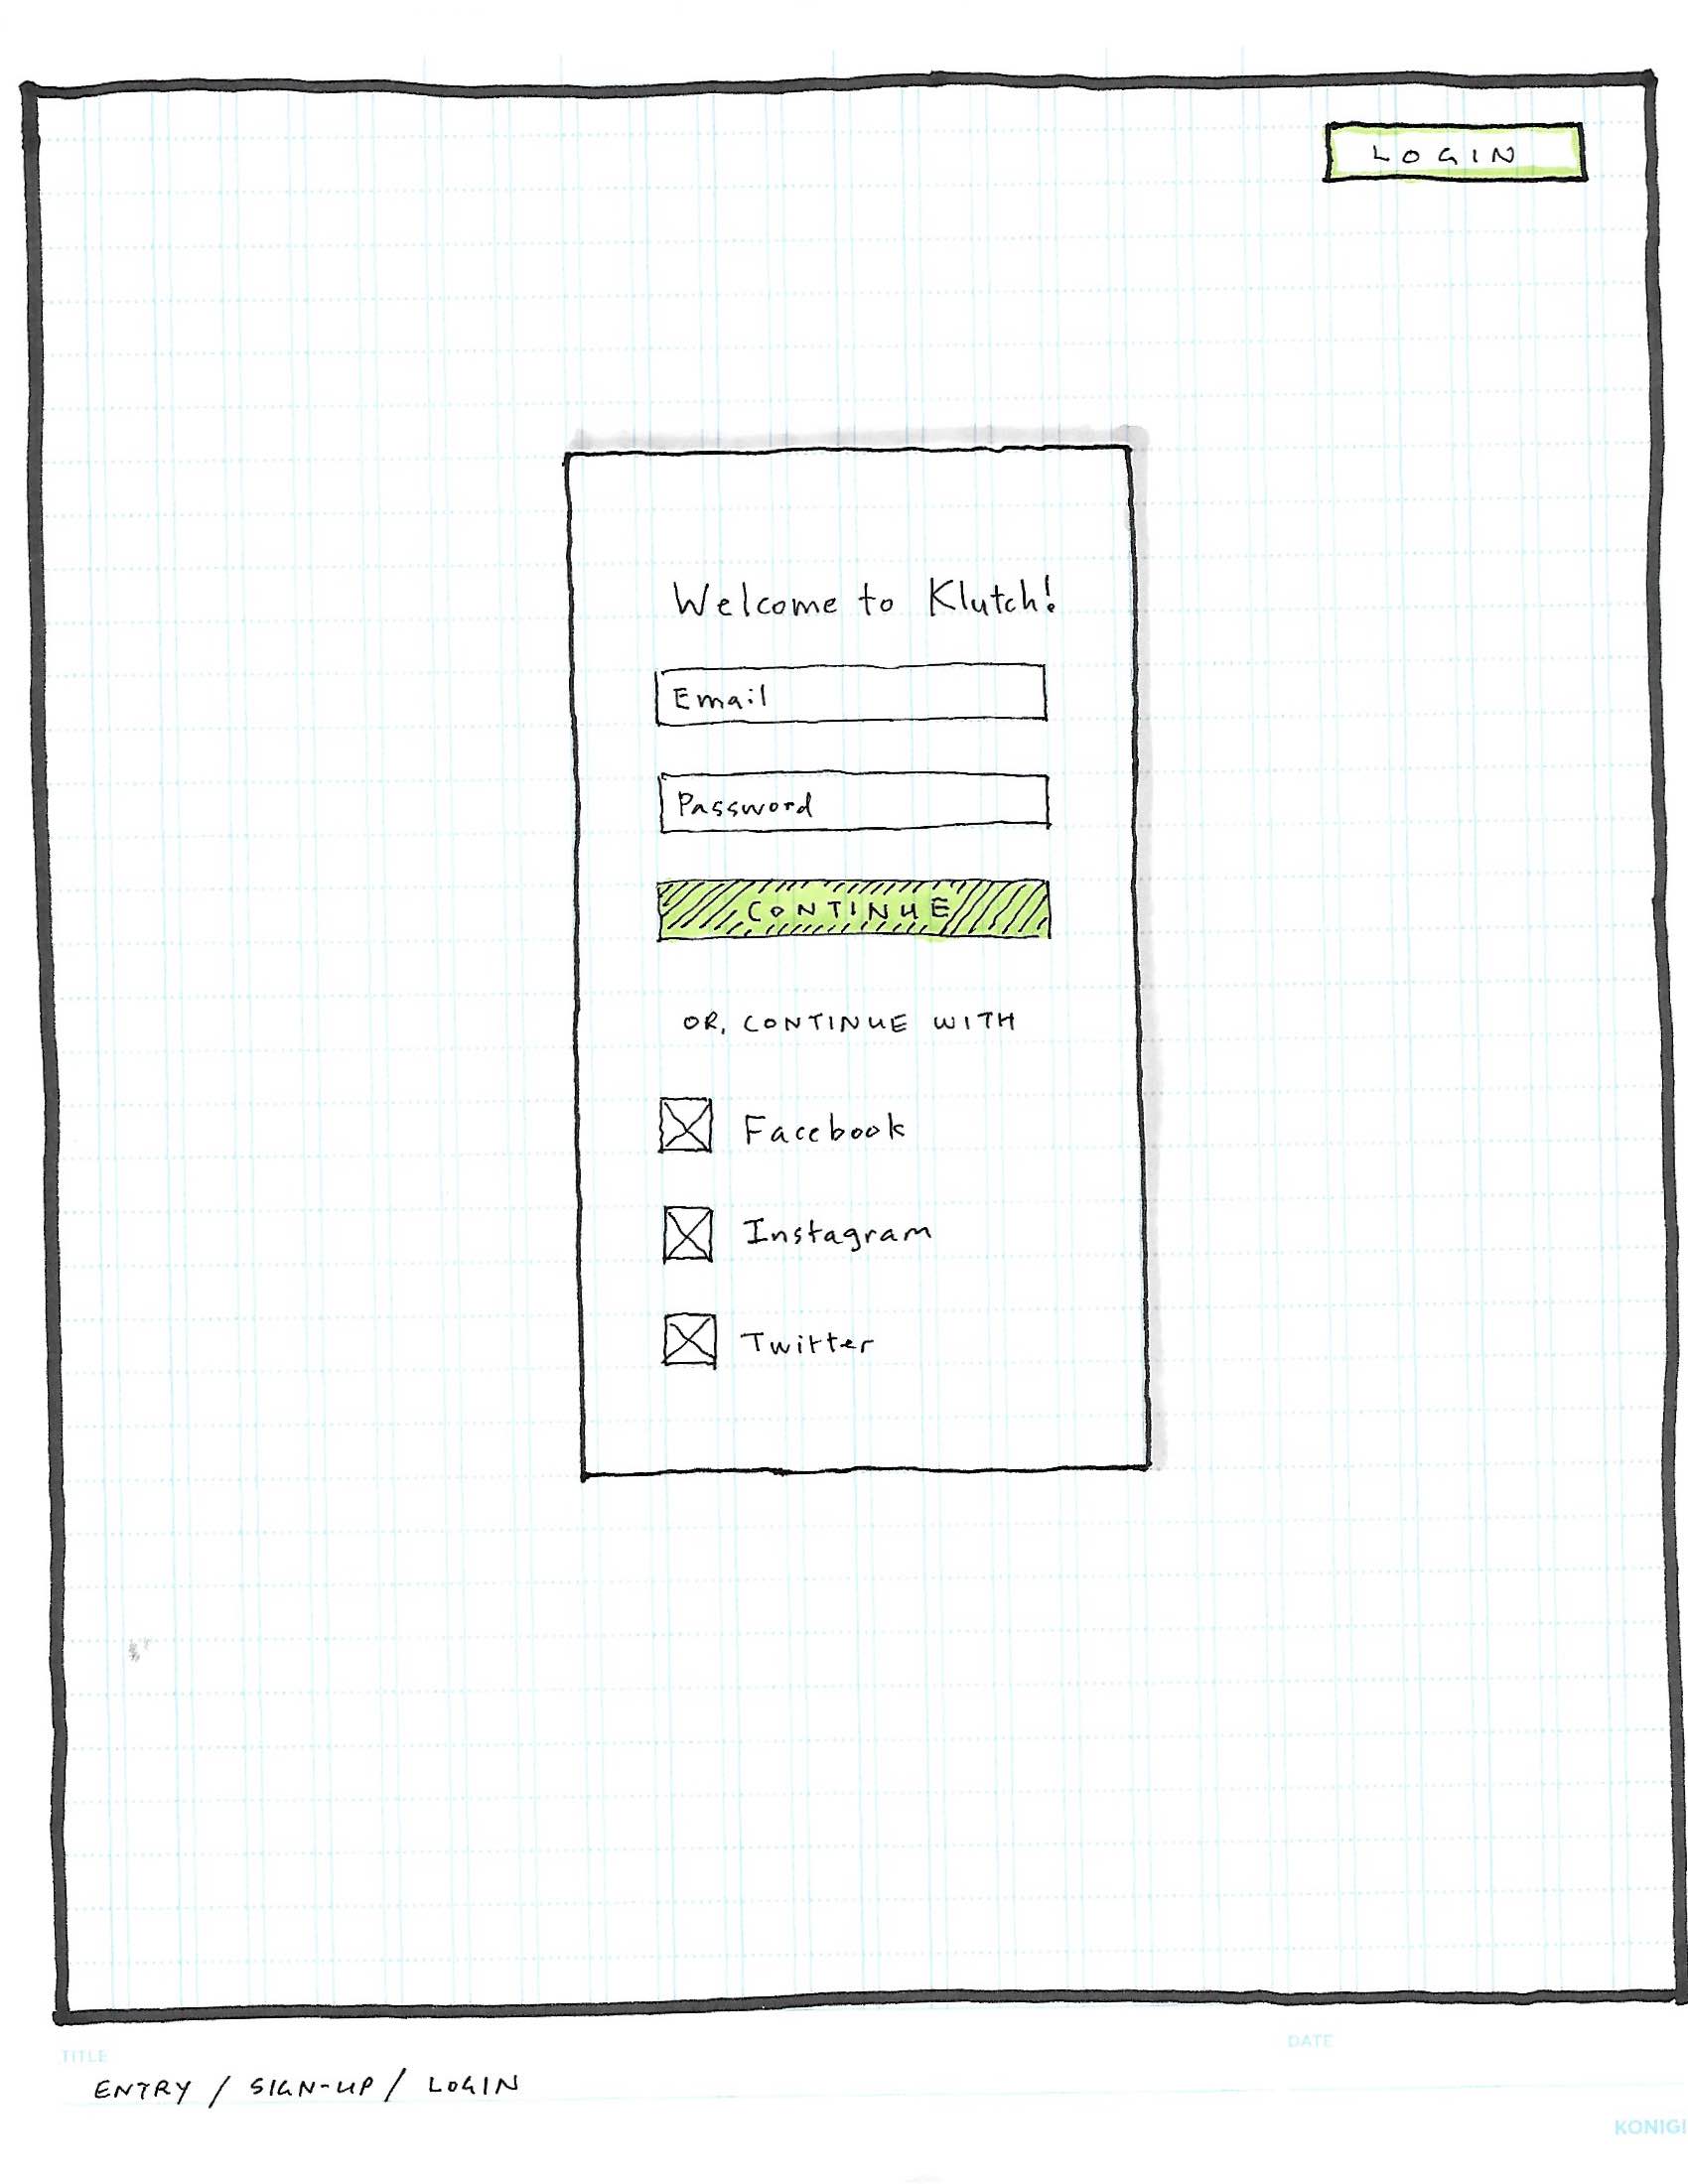 LOGIN
Welcome to Klutch!
Email
Password
CONTINUE
OR, CONTINUE WITH
Facebook
Instagram
Twitter
TITLE
DATE
ENTRY / SIGN-UP / LOGIN
KONIGI